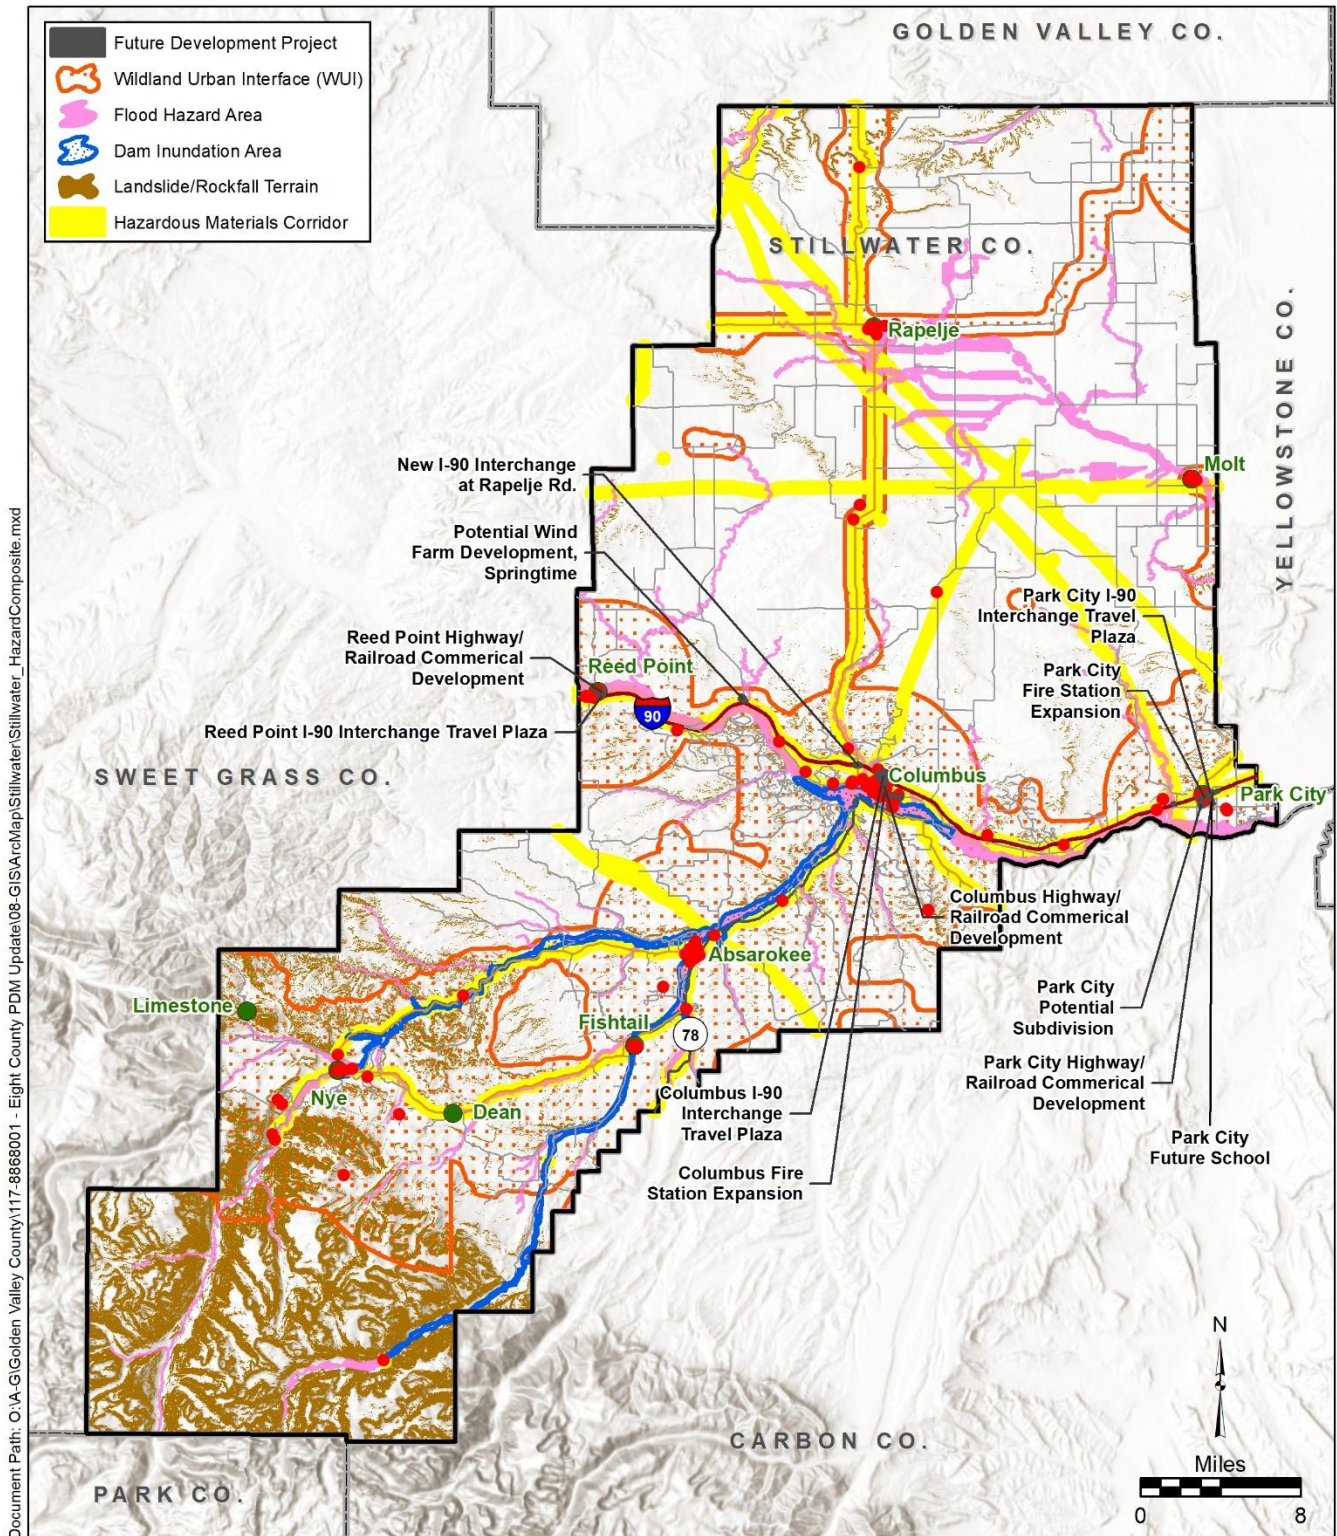 Future Development Project
Wildland Urban Interface (WUI)
Flood Hazard Area
Dam Inundation Area
Landslide/Rockfall Terrain
Hazardous Materials Corridor
GOLDEN VALLEY CO.
STILLWATER CO.
YELLOWSTONE CO.
Rapelje
Molt
New I-90 Interchange
at Rapelje Rd.
Potential Wind
Farm Development,
Springtime
Reed Point Highway/
Railroad Commerical
Development
Reed Point
90
Reed Point I-90 Interchange Travel Plaza
Park City I-90
Interchange Travel
Plaza
Park City
Fire Station
Expansion
SWEET GRASS CO.
Columbus
Park City
Columbus Highway/
Railroad Commerical
Development
Absarokee
Limestone
Fishtail
78
Nye
Dean
Park City
Potential
Subdivision
Park City Highway/
Railroad Commerical
Development
Columbus I-90
Interchange
Travel Plaza
Columbus Fire
Station Expansion
Park City
Future School
CARBON CO.
PARK CO.
N
Miles
0 8
Document Path: O:\A-G\Golden Valley County\117-8868001 - Eight County PDM Update\08-GIS\ArcMap\Stillwater\Stillwater_HazardComposite.mxd